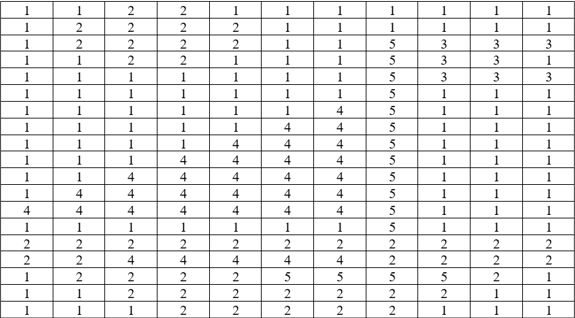 1 1 2 2 1 1 1 1 1 1 1
1 2 2 2 2 1 1 1 1 1 1
1 2 2 2 2 1 1 5 3 3 3
1 1 2 2 1 1 1 5 3 3 1
1 1 1 1 1 1 1 5 3 3 3
1 1 1 1 1 1 1 5 1 1 1
1 1 1 1 1 1 4 5 1 1 1
1 1 1 1 1 4 4 5 1 1 1
1 1 1 1 4 4 4 5 1 1 1
1 1 1 4 4 4 4 5 1 1 1
1 1 4 4 4 4 4 5 1 1 1
1 4 4 4 4 4 4 5 1 1 1
4 4 4 4 4 4 4 5 1 1 1
1 1 1 1 1 1 1 5 1 1 1
2 2 2 2 2 2 2 2 2 2 2
2 2 4 4 4 4 4 2 2 2 2
1 2 2 2 2 5 5 5 5 2 1
1 1 2 2 2 2 2 2 2 1 1
1 1 1 2 2 2 2 2 1 1 1